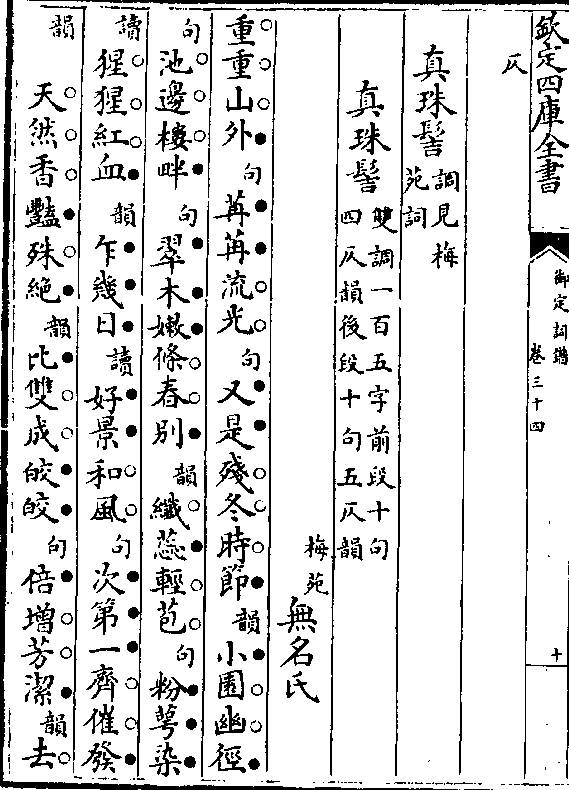 欽定四庫全書
御定詞譜
卷三十四
十
仄
真珠髻調見梅
苑詞
真珠髻雙調一百五字前段十句
四仄韻後段十句五仄韻
梅苑無名氏
重重山外句苒苒流光句又是殘冬時節韻小園幽徑
句池邊樓畔句翠木嫩條春別韻纖蕊輕苞句粉萼染
讀猩猩紅血韻乍幾日讀好景和風句次第一齊催發
韻天然香豔殊絕韻比雙成皎皎句倍增芳潔韻去